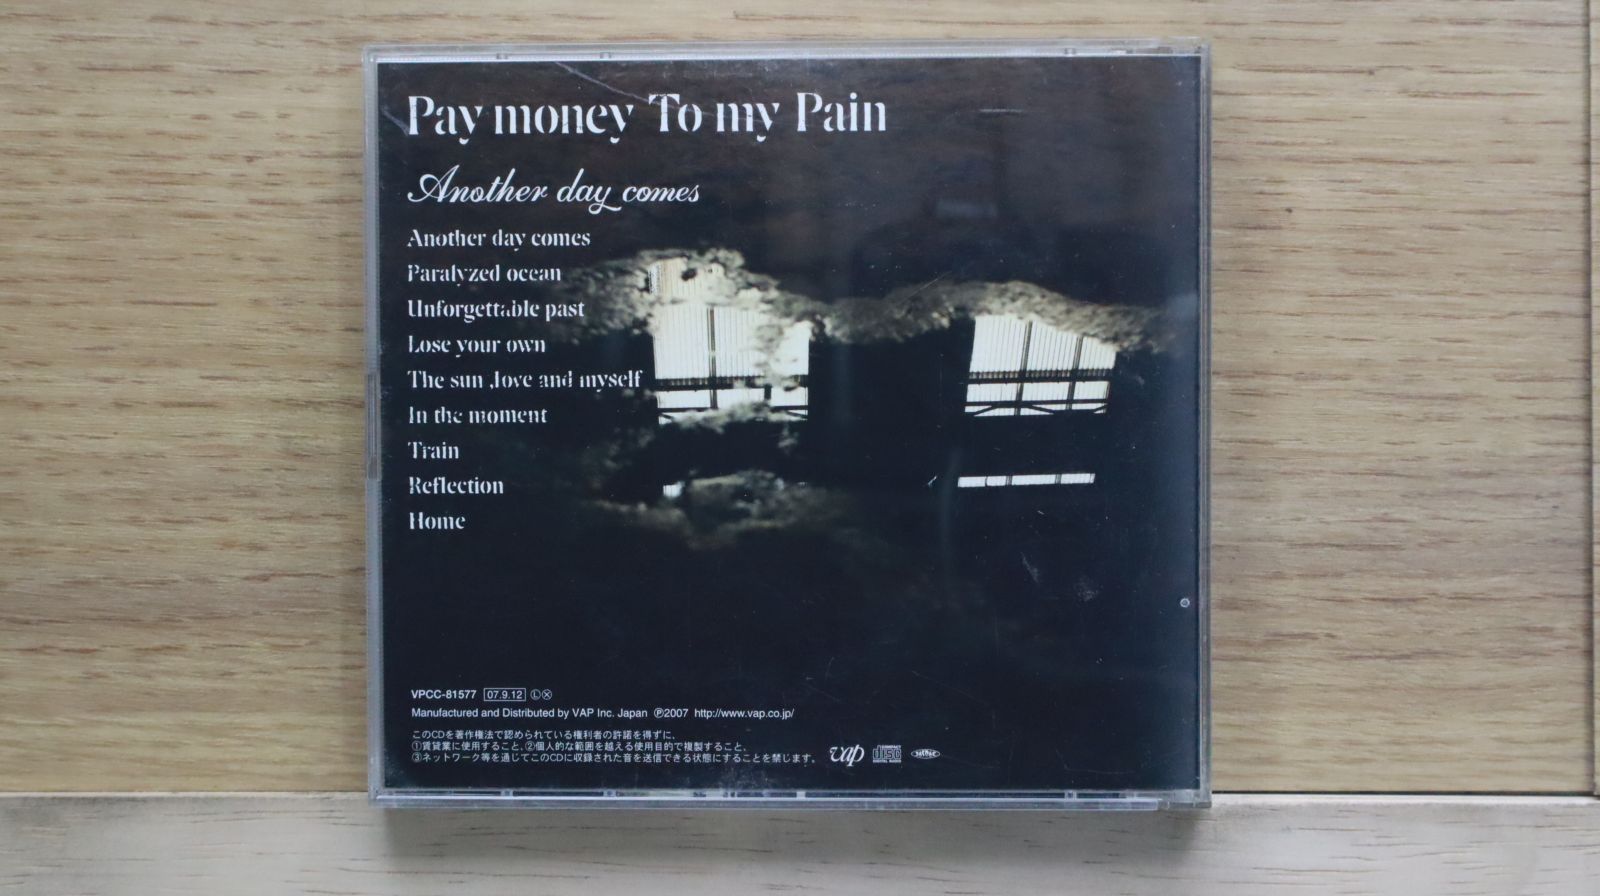 Pay money To my Pain
Another day comes
Another day comes
Paralyzed ocean
Unforgettable past
Lose your own
The sun ,love and myself
In the moment
Train
Reflection
Home
VPCC-81577 07.9.12 Ⓛ Ⓧ
Manufactured and Distributed by VAP Inc. Japan ℗2007 http://www.vap.co.jp/
このCDを著作権法で認められている権利者の許諾を得ずに、
①賃貸業に使用すること、②個人的な範囲を越える使用目的で複製すること、
③ネットワーク等を通じてこのCDに収録された音を送信できる状態にすることを禁じます。
vap COMPACT disc DIGITAL AUDIO